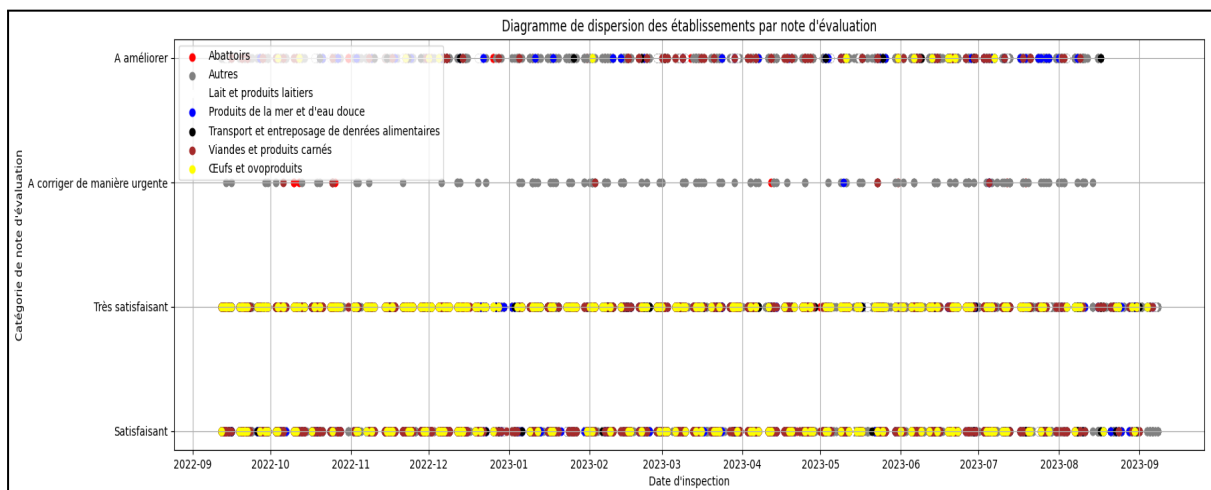 Diagramme de dispersion des établissements par note d'évaluation
A améliorer
Abattoirs
Autres
Lait et produits laitiers
Produits de la mer et d'eau douce
Transport et entreposage de denrées alimentaires
Viandes et produits carnés
Œufs et ovoproduits
Catégorie de note d'évaluation
A corriger de manière urgente
Très satisfaisant
Satisfaisant
2022-09 2022-10 2022-11 2022-12 2023-01 2023-02 2023-03 2023-04 2023-05 2023-06 2023-07 2023-08 2023-09
Date d'inspection